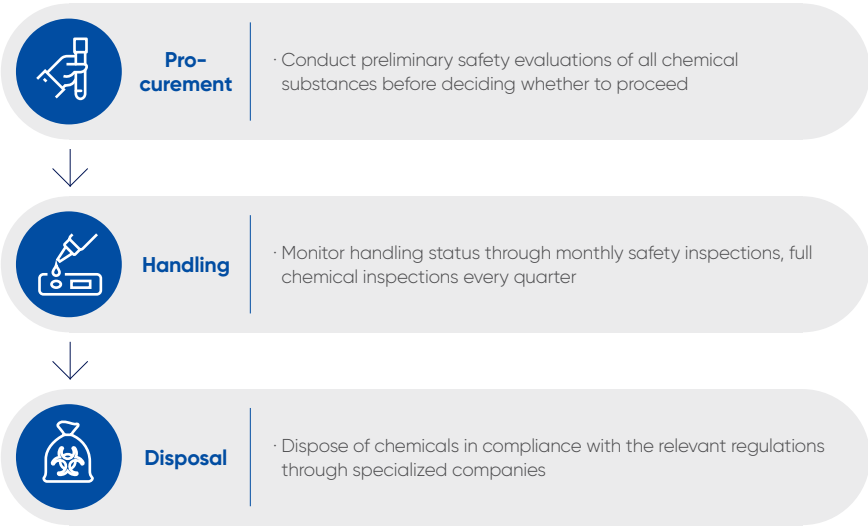 Pro-
curement
· Conduct preliminary safety evaluations of all chemical
substances before deciding whether to proceed
Handling
· Monitor handling status through monthly safety inspections, full
chemical inspections every quarter
Disposal
· Dispose of chemicals in compliance with the relevant regulations
through specialized companies